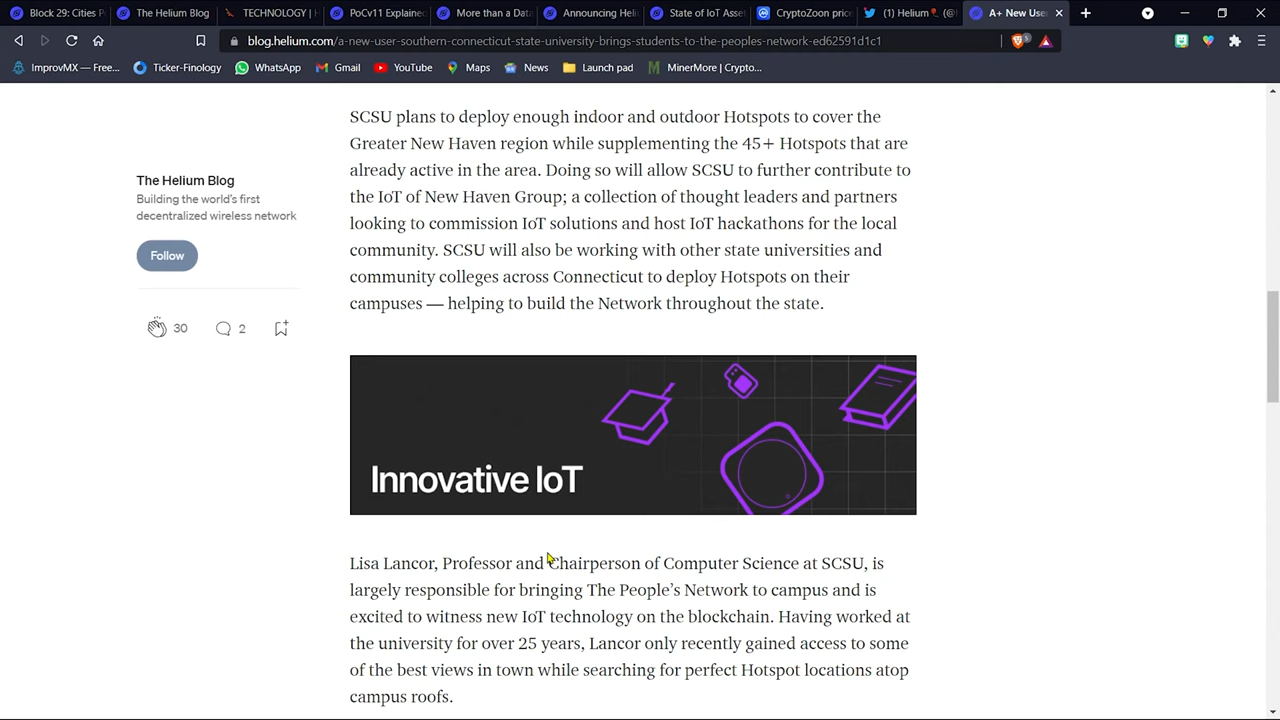 Block 29: Cities P
The Helium Blog
TECHNOLOGY | H
PoCv11 Explaine
More than a Data
Announcing Heli
State of IoT Asset
CryptoZoon price
(1) Helium (@
A+ New User
blog.helium.com/a-new-user-southern-connecticut-state-university-brings-students-to-the-peoples-network-ed62591d1c1
5
ImprovMX — Free...
Ticker-Finology
WhatsApp
Gmail
YouTube
Maps
News
Launch pad
MinerMore | Crypto...
The Helium Blog
Building the world's first
decentralized wireless network
Follow
30
2
SCSU plans to deploy enough indoor and outdoor Hotspots to cover the
Greater New Haven region while supplementing the 45+ Hotspots that are
already active in the area. Doing so will allow SCSU to further contribute to
the IoT of New Haven Group; a collection of thought leaders and partners
looking to commission IoT solutions and host IoT hackathons for the local
community. SCSU will also be working with other state universities and
community colleges across Connecticut to deploy Hotspots on their
campuses — helping to build the Network throughout the state.
Innovative IoT
Lisa Lancor, Professor and Chairperson of Computer Science at SCSU, is
largely responsible for bringing The People's Network to campus and is
excited to witness new IoT technology on the blockchain. Having worked at
the university for over 25 years, Lancor only recently gained access to some
of the best views in town while searching for perfect Hotspot locations atop
campus roofs.